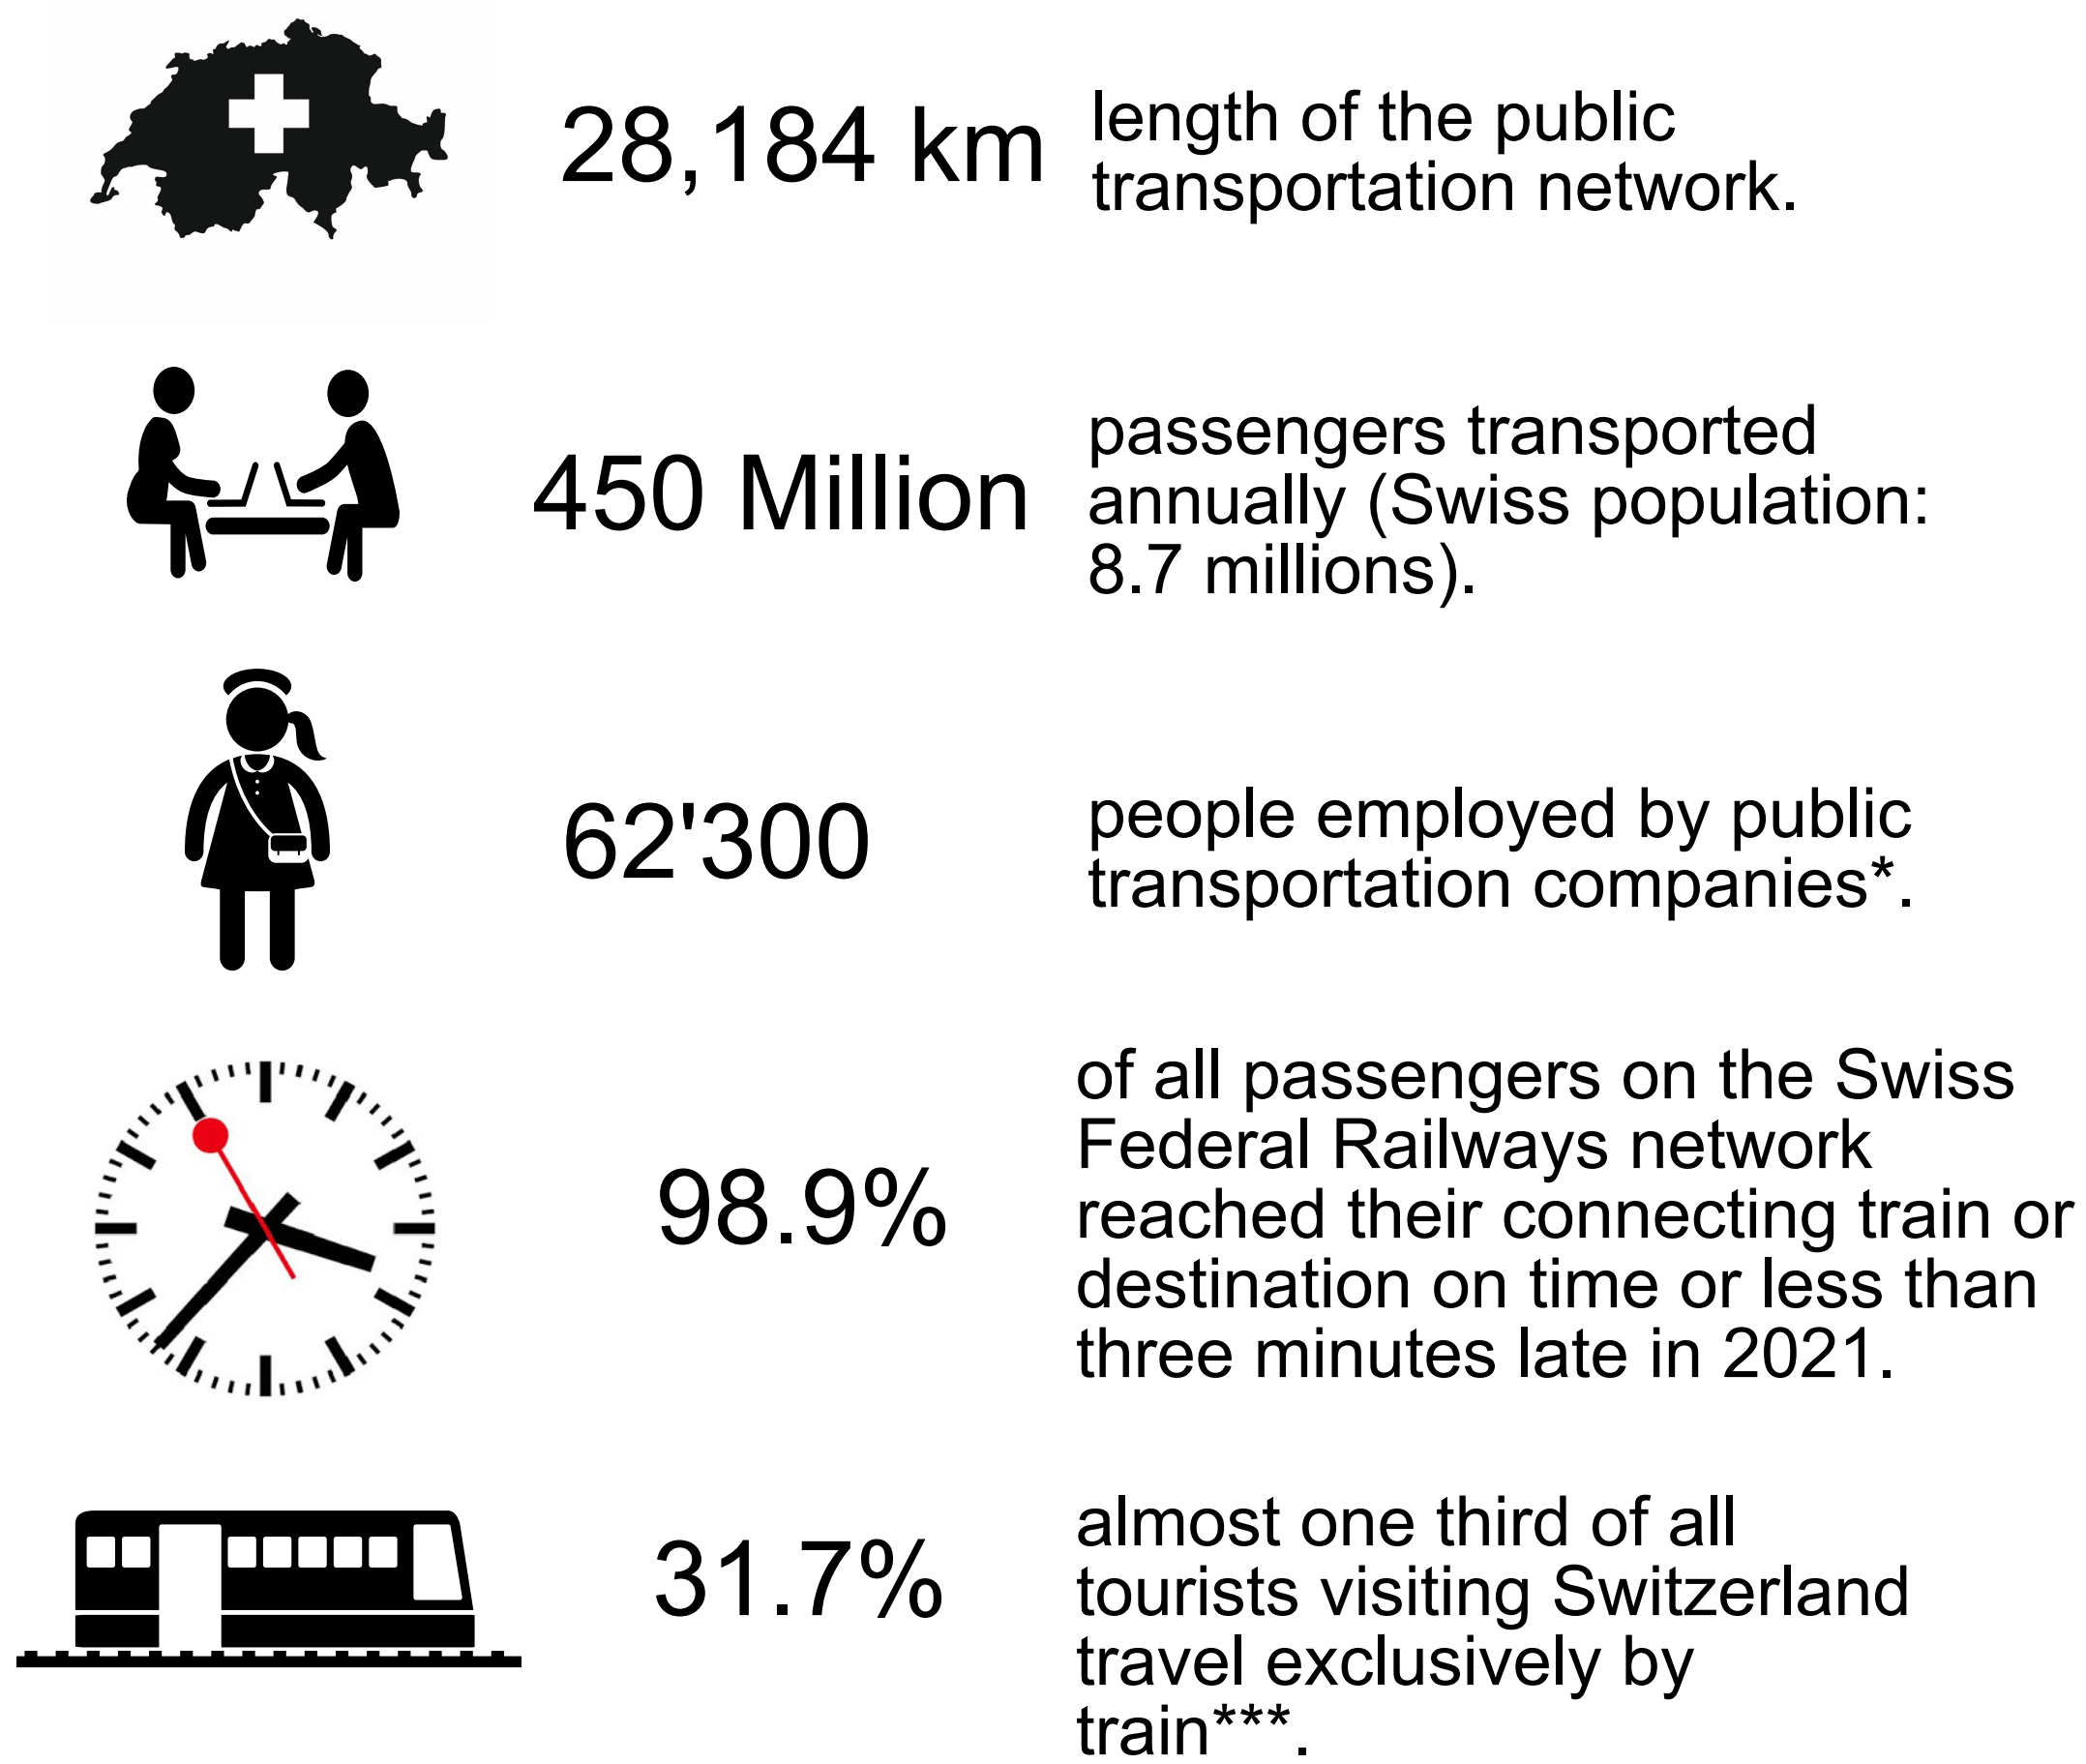 28,184 km
length of the public
transportation network.
450 Million
passengers transported
annually (Swiss population:
8.7 millions).
62'300
people employed by public
transportation companies*.
98.9%
of all passengers on the Swiss
Federal Railways network
reached their connecting train or
destination on time or less than
three minutes late in 2021.
31.7%
almost one third of all
tourists visiting Switzerland
travel exclusively by
train***.